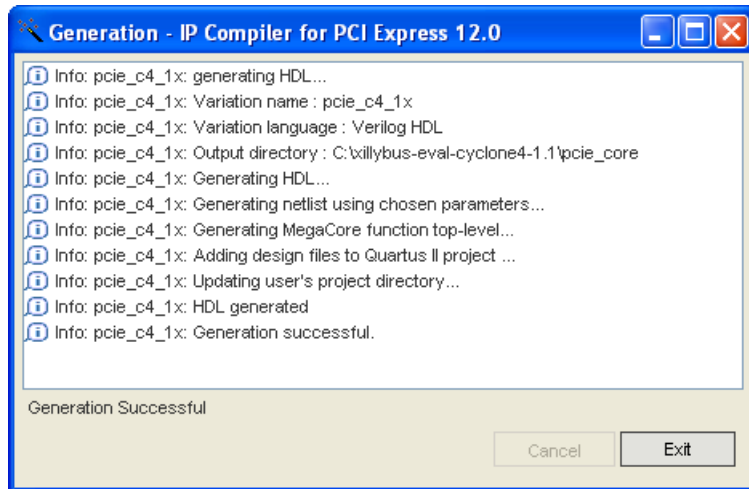 Generation - IP Compiler for PCI Express 12.0
Info: pcie_c4_1x: generating HDL...
Info: pcie_c4_1x: Variation name : pcie_c4_1x
Info: pcie_c4_1x: Variation language : Verilog HDL
Info: pcie_c4_1x: Output directory : C:\xillybus-eval-cyclone4-1.1\pcie_core
Info: pcie_c4_1x: Generating HDL...
Info: pcie_c4_1x: Generating netlist using chosen parameters...
Info: pcie_c4_1x: Generating MegaCore function top-level...
Info: pcie_c4_1x: Adding design files to Quartus II project ...
Info: pcie_c4_1x: Updating user's project directory...
Info: pcie_c4_1x: HDL generated
Info: pcie_c4_1x: Generation successful.
Generation Successful
Cancel Exit